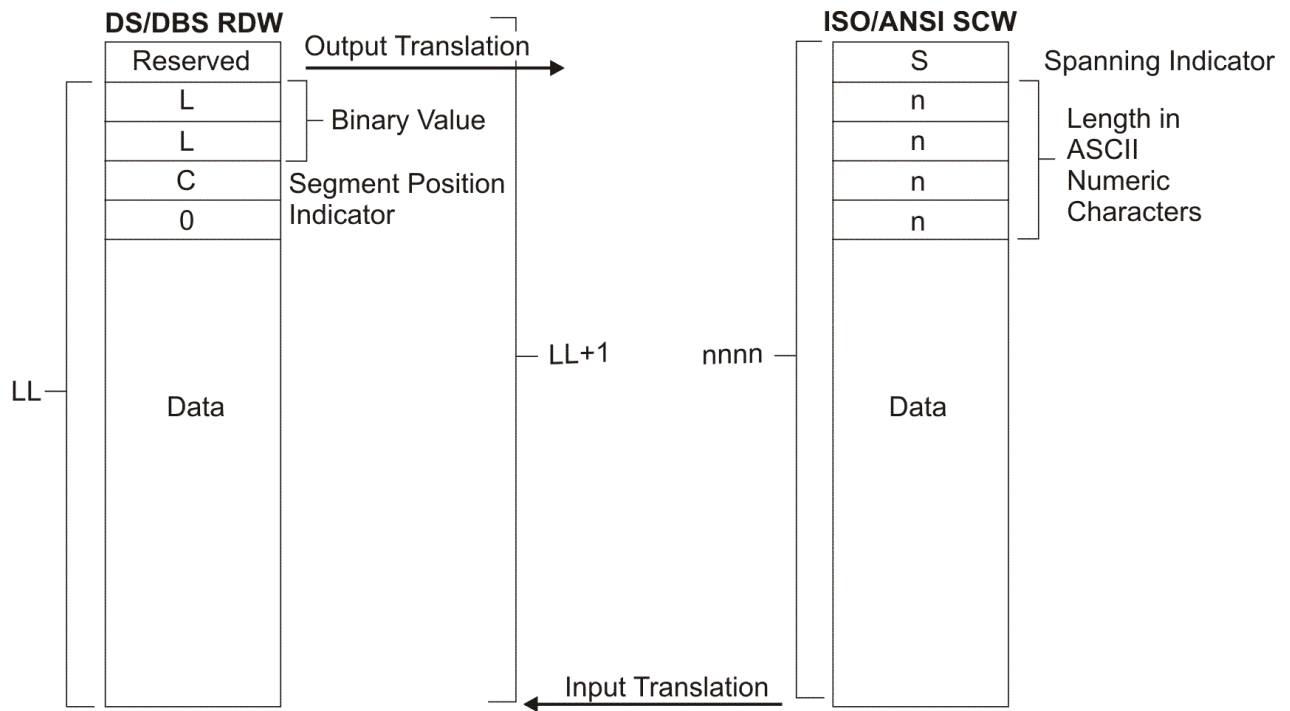 DS/DBS RDW
Reserved
L
L
C
0
Data
LL
Output Translation
Binary Value
Segment Position
Indicator
LL+1
Input Translation
ISO/ANSI SCW
S
n
n
n
n
Data
nnnn
Spanning Indicator
Length in
ASCII
Numeric
Characters